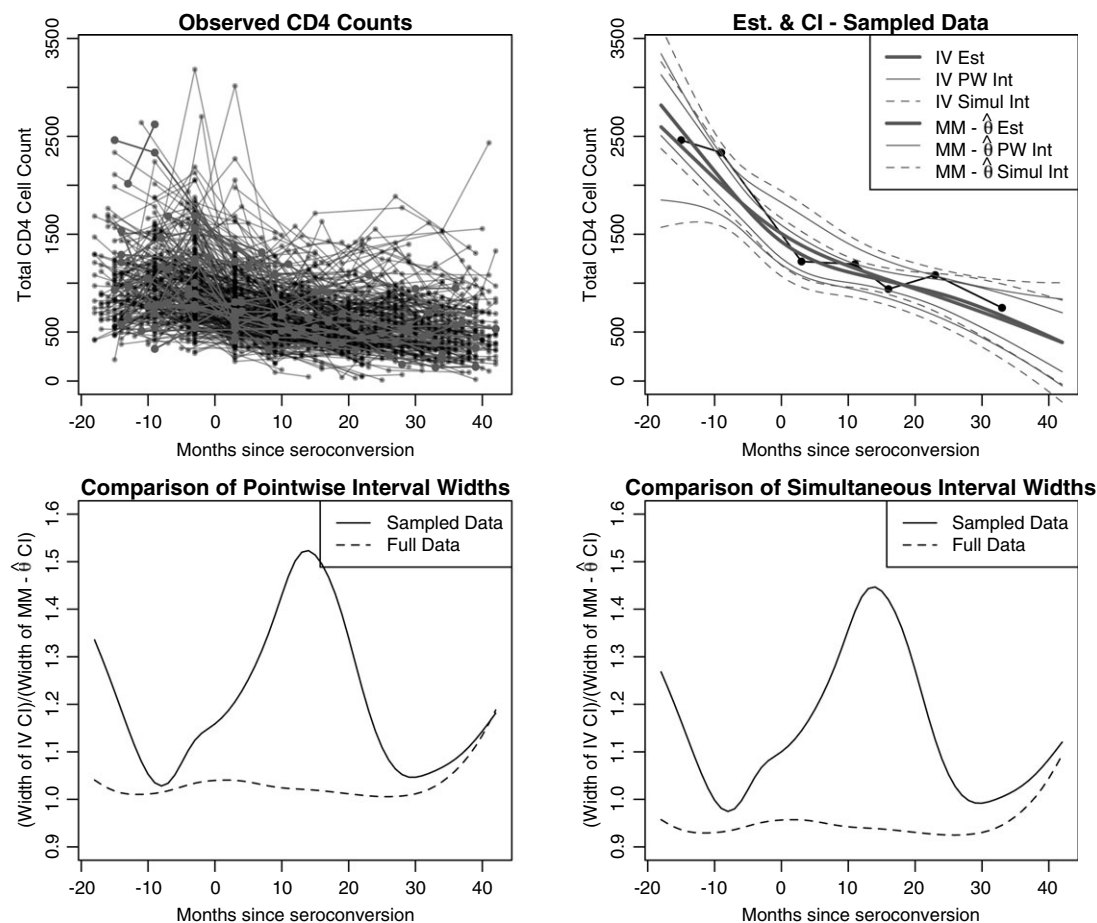 Observed CD4 Counts
Total CD4 Cell Count
3500
2500
1500
500
0
-20 -10 0 10 20 30 40
Months since seroconversion
Est. & CI - Sampled Data
Total CD4 Cell Count
3500
2500
1500
500
0
IV Est
IV PW Int
IV Simul Int
MM - θ̂ Est
MM - θ̂ PW Int
MM - θ̂ Simul Int
-20 -10 0 10 20 30 40
Months since seroconversion
Comparison of Pointwise Interval Widths
(Width of IV CI)/(Width of MM - θ̂ CI)
1.6
1.5
1.4
1.3
1.2
1.1
1.0
0.9
Sampled Data
Full Data
-20 -10 0 10 20 30 40
Months since seroconversion
Comparison of Simultaneous Interval Widths
(Width of IV CI)/(Width of MM - θ̂ CI)
1.6
1.5
1.4
1.3
1.2
1.1
1.0
0.9
Sampled Data
Full Data
-20 -10 0 10 20 30 40
Months since seroconversion